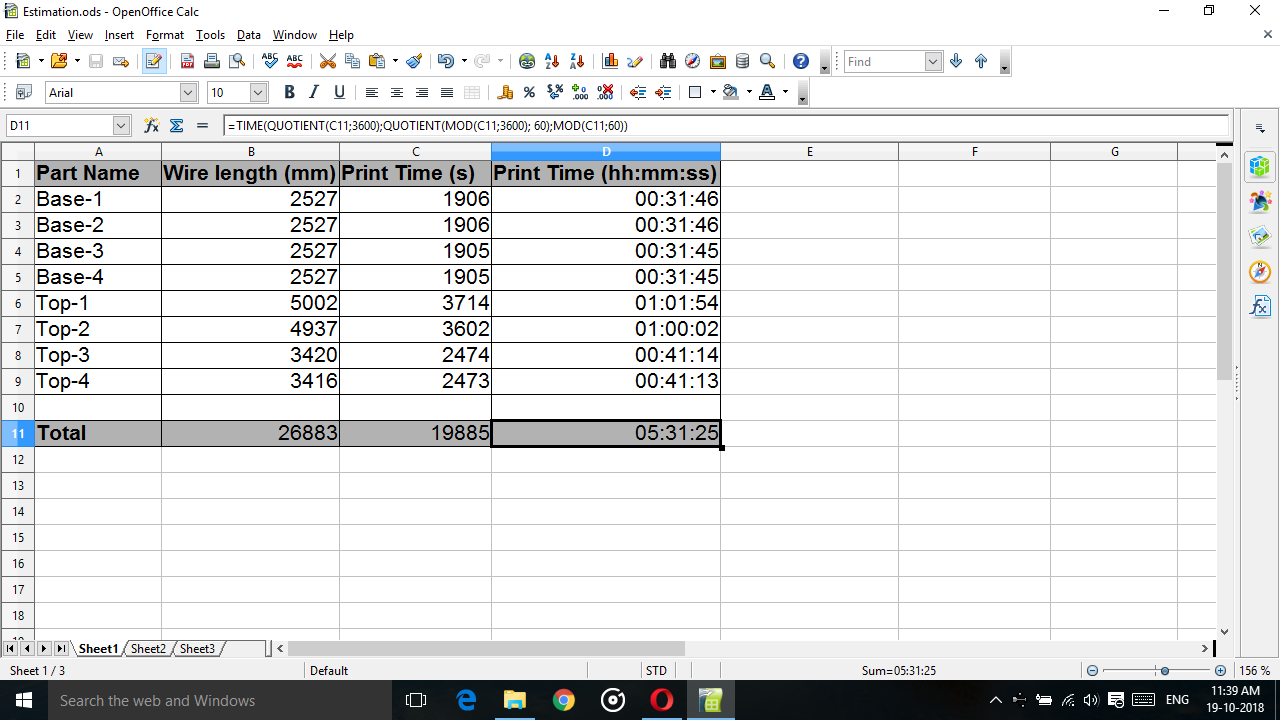 Estimation.ods - OpenOffice Calc
File Edit View Insert Format Tools Data Window Help
Find
Arial 10
D11 =TIME(QUOTIENT(C11;3600);QUOTIENT(MOD(C11;3600); 60);MOD(C11;60))
A B C D E F G
1 Part Name Wire length (mm) Print Time (s) Print Time (hh:mm:ss)
2 Base-1 2527 1906 00:31:46
3 Base-2 2527 1906 00:31:46
4 Base-3 2527 1905 00:31:45
5 Base-4 2527 1905 00:31:45
6 Top-1 5002 3714 01:01:54
7 Top-2 4937 3602 01:00:02
8 Top-3 3420 2474 00:41:14
9 Top-4 3416 2473 00:41:13
10
11 Total 26883 19885 05:31:25
12
13
14
15
16
17
18
Sheet1 Sheet2 Sheet3
Sheet 1 / 3 Default STD Sum=05:31:25 156 %
Search the web and Windows ENG 11:39 AM
19-10-2018